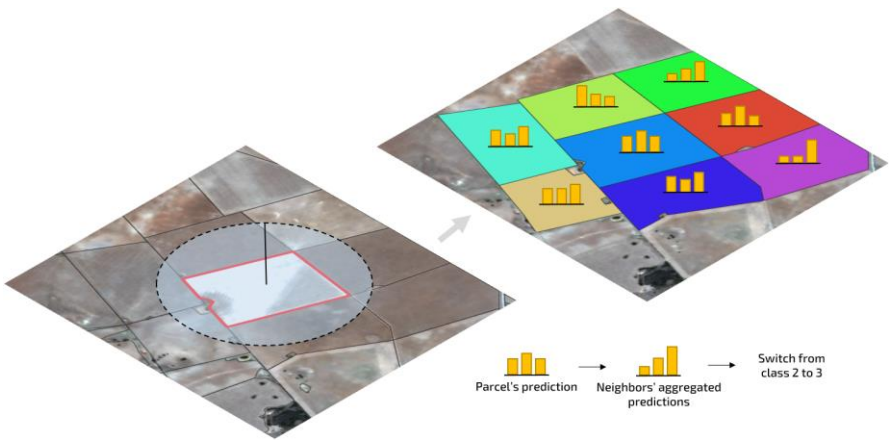 Parcel's prediction
Neighbors' aggregated
predictions
Switch from
class 2 to 3